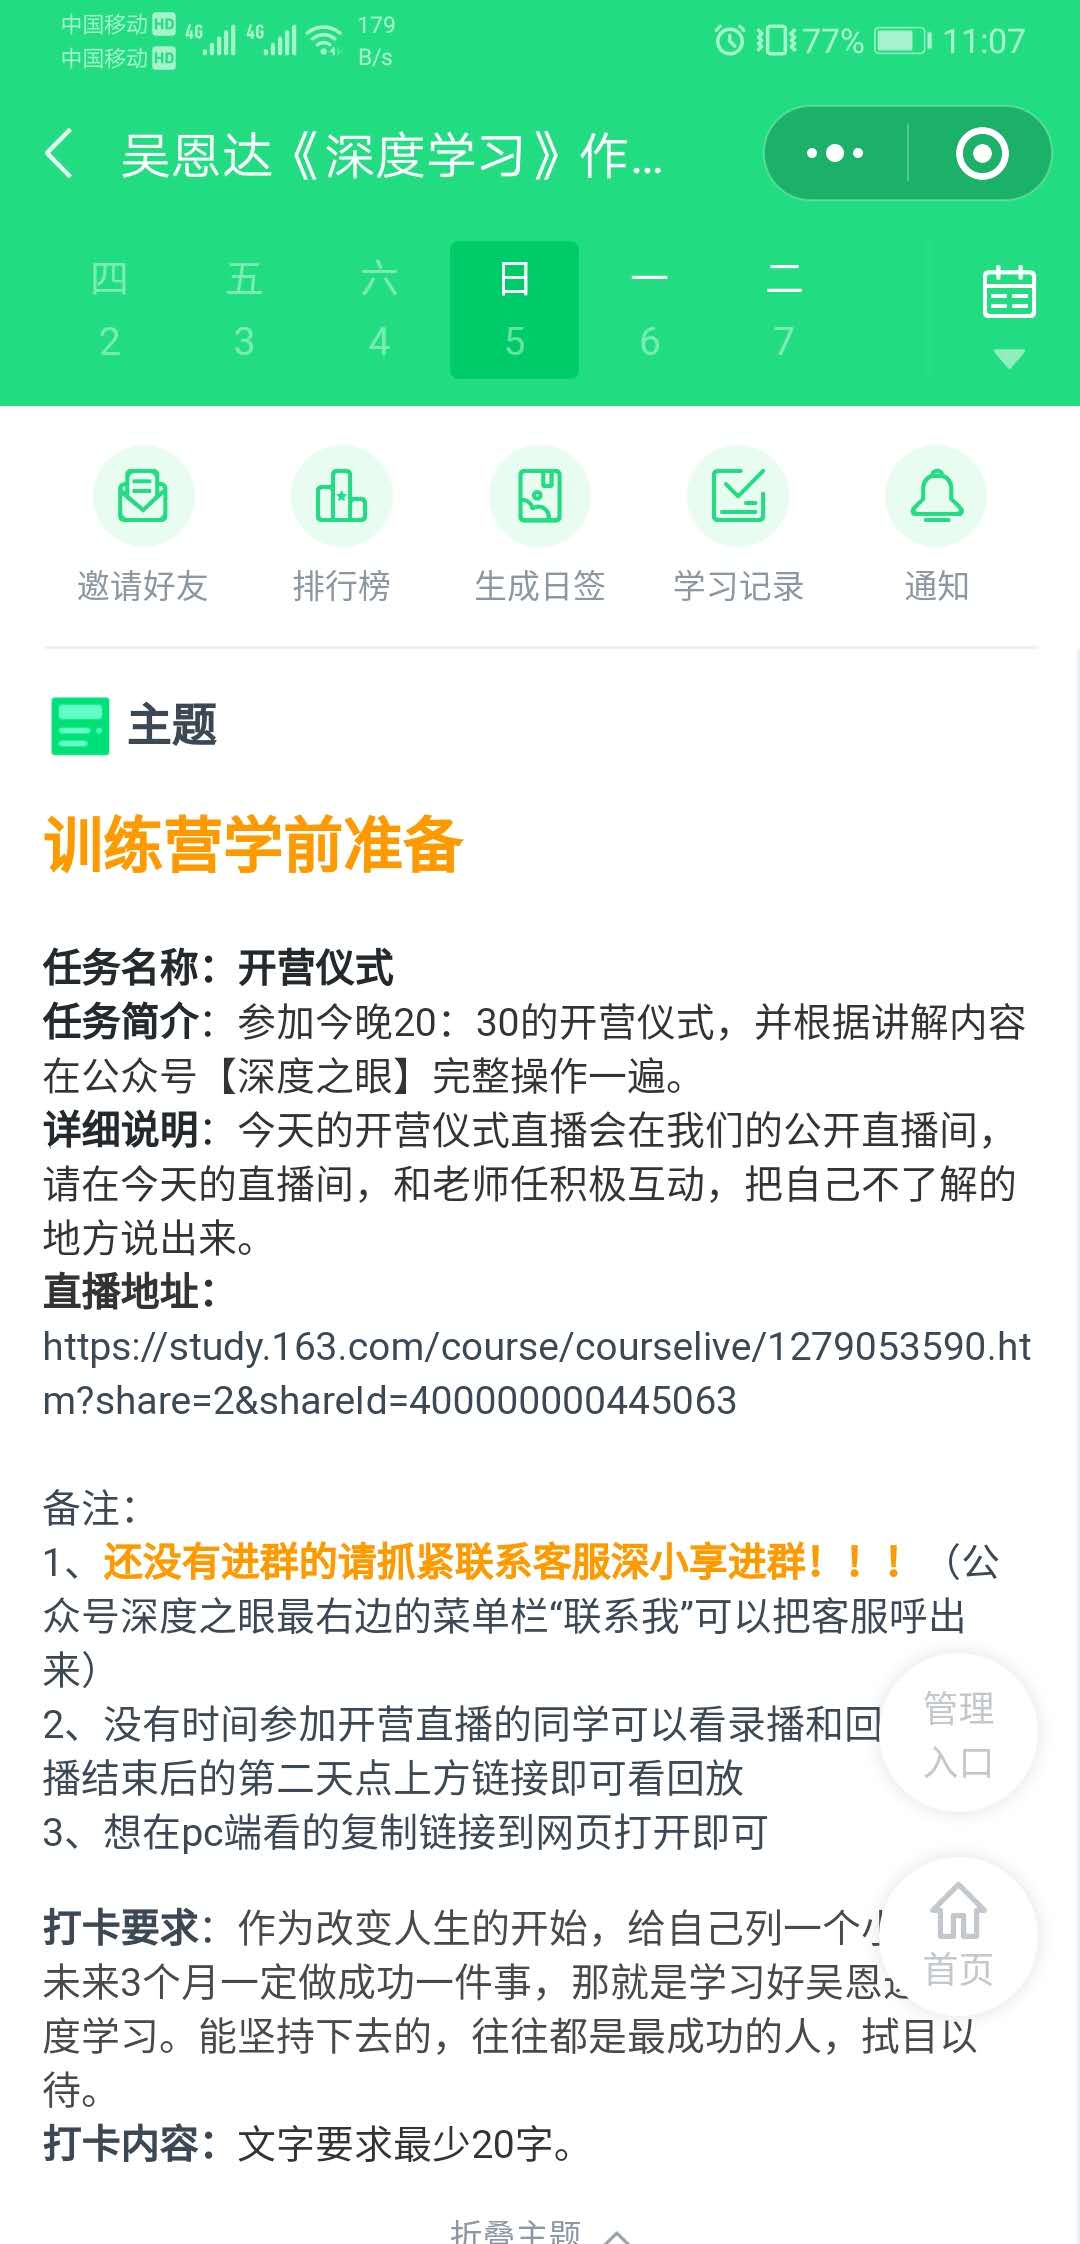 中国移动 HD 4G 4G 179
中国移动 HD B/s
77% 11:07
吴恩达《深度学习》作...
四 五 六 日 一 二
2 3 4 5 6 7
邀请好友 排行榜 生成日签 学习记录 通知
主题
训练营学前准备
任务名称：开营仪式
任务简介：参加今晚20：30的开营仪式，并根据讲解内容
在公众号【深度之眼】完整操作一遍。
详细说明：今天的开营仪式直播会在我们的公开直播间，
请在今天的直播间，和老师任积极互动，把自己不了解的
地方说出来。
直播地址：
https://study.163.com/course/courselive/1279053590.ht
m?share=2&shareId=400000000445063
备注：
1、还没有进群的请抓紧联系客服深小享进群！！！（公
众号深度之眼最右边的菜单栏“联系我”可以把客服呼出
来）
2、没有时间参加开营直播的同学可以看录播和回
播结束后的第二天点上方链接即可看回放
3、想在pc端看的复制链接到网页打开即可
管理
入口
打卡要求：作为改变人生的开始，给自己列一个小
未来3个月一定做成功一件事，那就是学习好吴恩达
度学习。能坚持下去的，往往都是最成功的人，拭目以
待。
首页
打卡内容：文字要求最少20字。
折叠主题